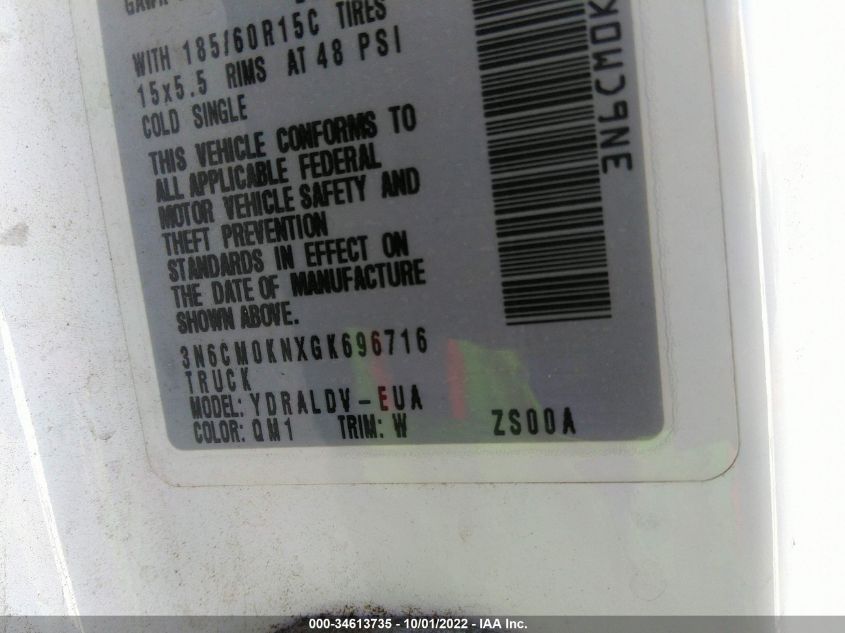 WITH 185/60R15C TIRES
15x5.5 RIMS AT 48 PSI
COLD SINGLE
THIS VEHICLE CONFORMS TO
ALL APPLICABLE FEDERAL
MOTOR VEHICLE SAFETY AND
THEFT PREVENTION
STANDARDS IN EFFECT ON
THE DATE OF MANUFACTURE
SHOWN ABOVE.
3N6CM0KNXGK696716
TRUCK
MODEL: YDRALDV-EUA
COLOR: QM1 TRIM: W ZS00A
3N6CM0K
000-34613735 - 10/01/2022 - IAA Inc.